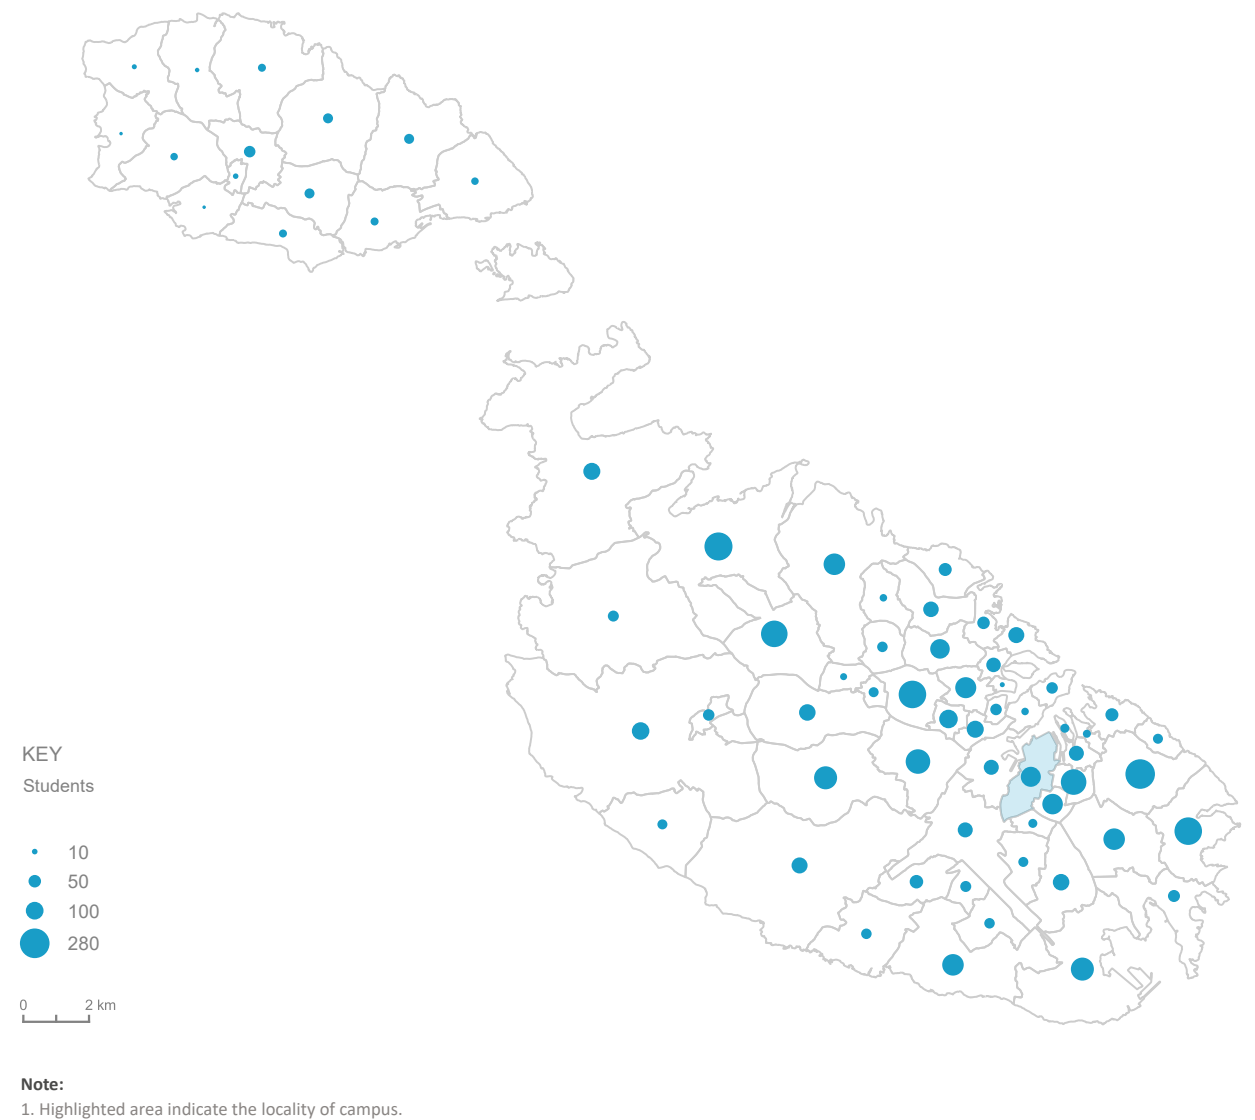 KEY
Students
10
50
100
280
0 2 km
Note:
1. Highlighted area indicate the locality of campus.